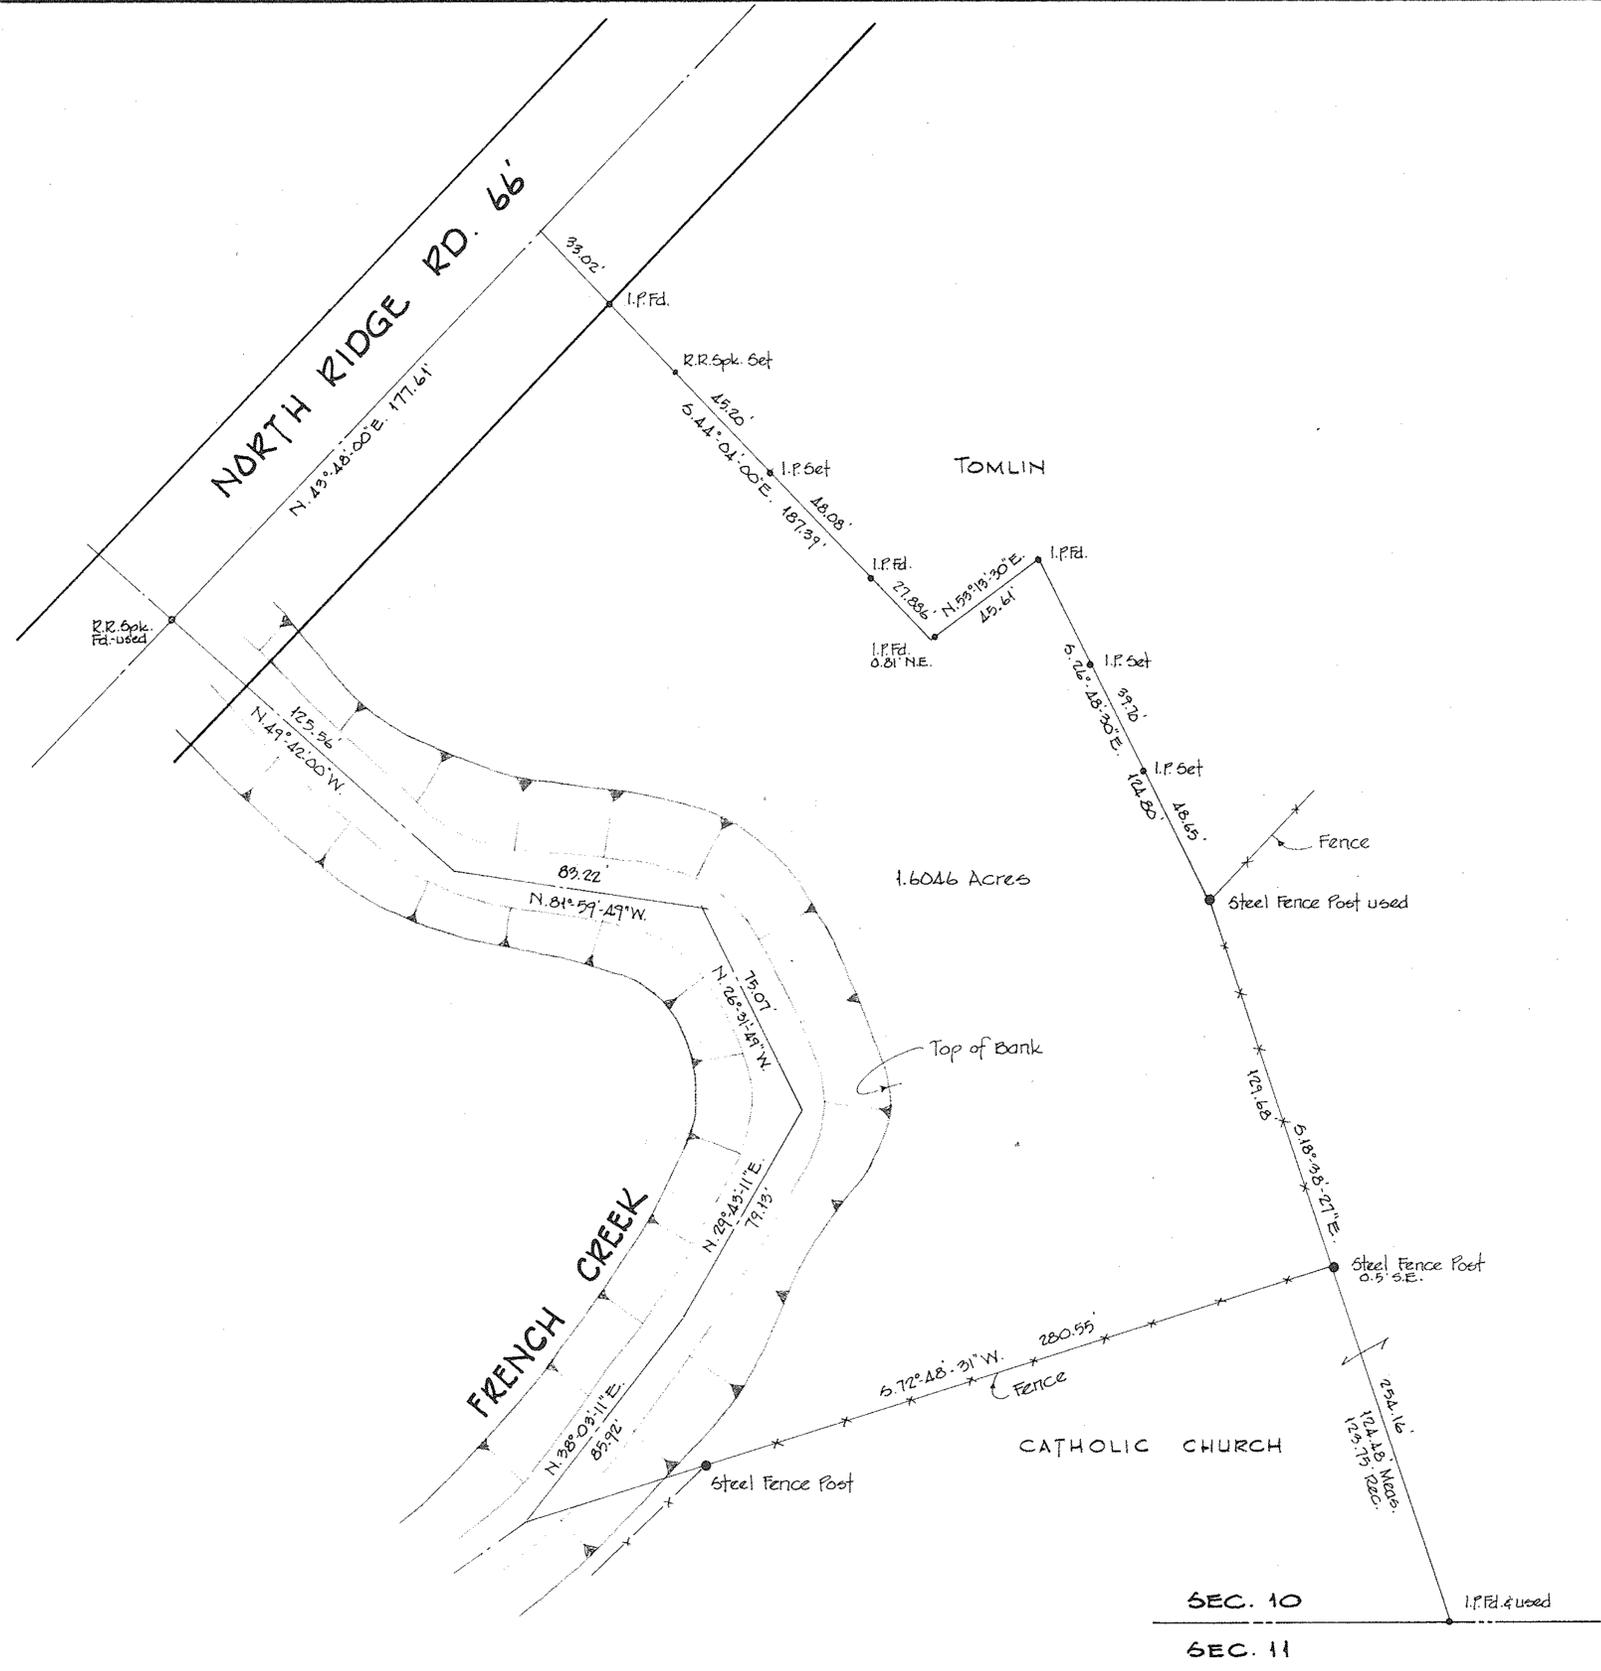 NORTH RIDGE RD. 66'
33.02'
I.P.Fd.
R.R.Spk. Set
N. 43°-48'-00"E. 177.61'
45.20'
S.44°-04'-00"E. 187.39'
I.P. Set
TOMLIN
48.08'
I.P.Fd.
I.P.Fd.
27.886'
N.53°-13'-30"E.
45.61'
R.R.Spk.
Fd.-used
I.P.Fd.
0.81' N.E.
I.P. Set
39.70'
S.26°-48'-30"E.
124.80'
125.56'
N.49°-42'-00"W.
I.P. Set
48.65'
Fence
83.22'
N.81°-59'-49"W.
1.6046 Acres
Steel Fence Post used
75.07'
N.26°-31'-49"W.
Top of Bank
129.68'
S.18°-38'-27"E.
N.29°-43'-11"E.
79.13'
FRENCH CREEK
Steel Fence Post
0.5' S.E.
280.55'
S.72°-48'-31"W.
Fence
N.38°-03'-11"E.
85.92'
254.16'
124.48' Meas.
123.75' Rec.
CATHOLIC CHURCH
Steel Fence Post
SEC. 10
I.P.Fd.&used
SEC. 11